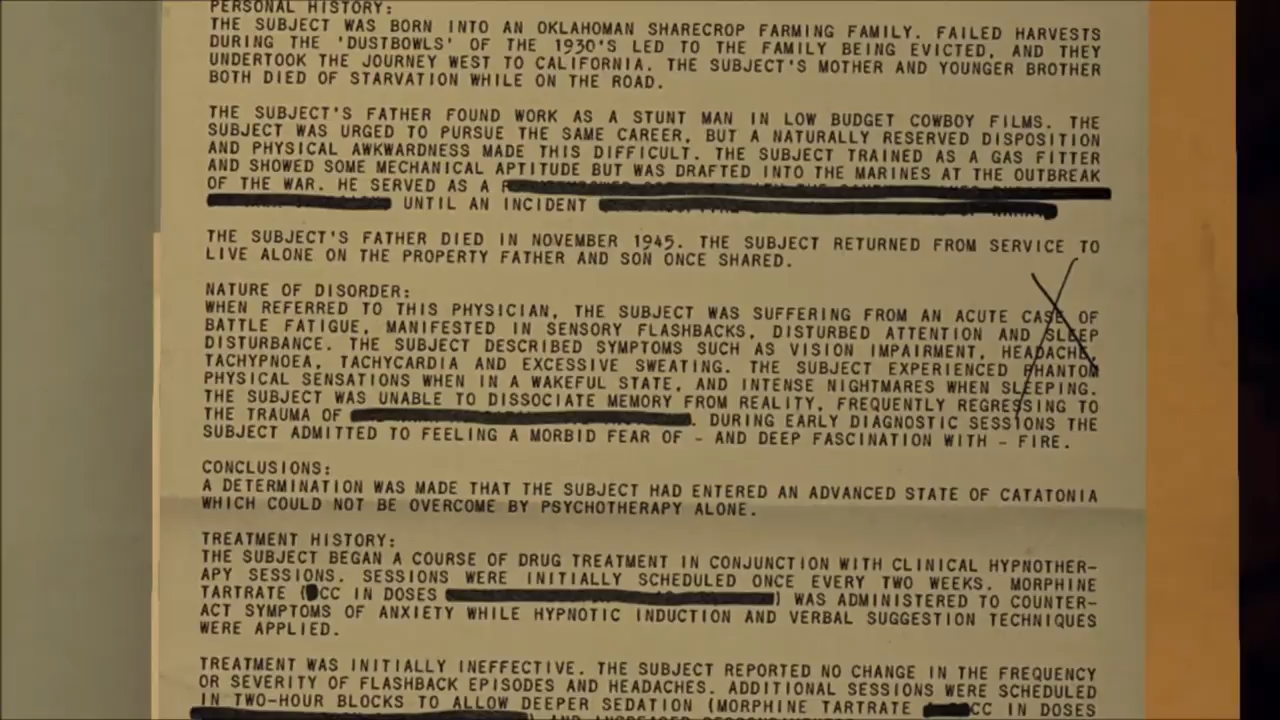 PERSONAL HISTORY:
THE SUBJECT WAS BORN INTO AN OKLAHOMAN SHARECROP FARMING FAMILY. FAILED HARVESTS
DURING THE 'DUSTBOWLS' OF THE 1930'S LED TO THE FAMILY BEING EVICTED, AND THEY
UNDERTOOK THE JOURNEY WEST TO CALIFORNIA. THE SUBJECT'S MOTHER AND YOUNGER BROTHER
BOTH DIED OF STARVATION WHILE ON THE ROAD.
THE SUBJECT'S FATHER FOUND WORK AS A STUNT MAN IN LOW BUDGET COWBOY FILMS. THE
SUBJECT WAS URGED TO PURSUE THE SAME CAREER, BUT A NATURALLY RESERVED DISPOSITION
AND PHYSICAL AWKWARDNESS MADE THIS DIFFICULT. THE SUBJECT TRAINED AS A GAS FITTER
AND SHOWED SOME MECHANICAL APTITUDE BUT WAS DRAFTED INTO THE MARINES AT THE OUTBREAK
OF THE WAR. HE SERVED AS A
UNTIL AN INCIDENT
THE SUBJECT'S FATHER DIED IN NOVEMBER 1945. THE SUBJECT RETURNED FROM SERVICE TO
LIVE ALONE ON THE PROPERTY FATHER AND SON ONCE SHARED.
NATURE OF DISORDER:
WHEN REFERRED TO THIS PHYSICIAN, THE SUBJECT WAS SUFFERING FROM AN ACUTE CASE OF
BATTLE FATIGUE, MANIFESTED IN SENSORY FLASHBACKS, DISTURBED ATTENTION AND SLEEP
DISTURBANCE. THE SUBJECT DESCRIBED SYMPTOMS SUCH AS VISION IMPAIRMENT, HEADACHE,
TACHYPNOEA, TACHYCARDIA AND EXCESSIVE SWEATING. THE SUBJECT EXPERIENCED PHANTOM
PHYSICAL SENSATIONS WHEN IN A WAKEFUL STATE, AND INTENSE NIGHTMARES WHEN SLEEPING.
THE SUBJECT WAS UNABLE TO DISSOCIATE MEMORY FROM REALITY, FREQUENTLY REGRESSING TO
THE TRAUMA OF . DURING EARLY DIAGNOSTIC SESSIONS THE
SUBJECT ADMITTED TO FEELING A MORBID FEAR OF - AND DEEP FASCINATION WITH - FIRE.
CONCLUSIONS:
A DETERMINATION WAS MADE THAT THE SUBJECT HAD ENTERED AN ADVANCED STATE OF CATATONIA
WHICH COULD NOT BE OVERCOME BY PSYCHOTHERAPY ALONE.
TREATMENT HISTORY:
THE SUBJECT BEGAN A COURSE OF DRUG TREATMENT IN CONJUNCTION WITH CLINICAL HYPNOTHER-
APY SESSIONS. SESSIONS WERE INITIALLY SCHEDULED ONCE EVERY TWO WEEKS. MORPHINE
TARTRATE ( CC IN DOSES ) WAS ADMINISTERED TO COUNTER-
ACT SYMPTOMS OF ANXIETY WHILE HYPNOTIC INDUCTION AND VERBAL SUGGESTION TECHNIQUES
WERE APPLIED.
TREATMENT WAS INITIALLY INEFFECTIVE. THE SUBJECT REPORTED NO CHANGE IN THE FREQUENCY
OR SEVERITY OF FLASHBACK EPISODES AND HEADACHES. ADDITIONAL SESSIONS WERE SCHEDULED
IN TWO-HOUR BLOCKS TO ALLOW DEEPER SEDATION (MORPHINE TARTRATE CC IN DOSES